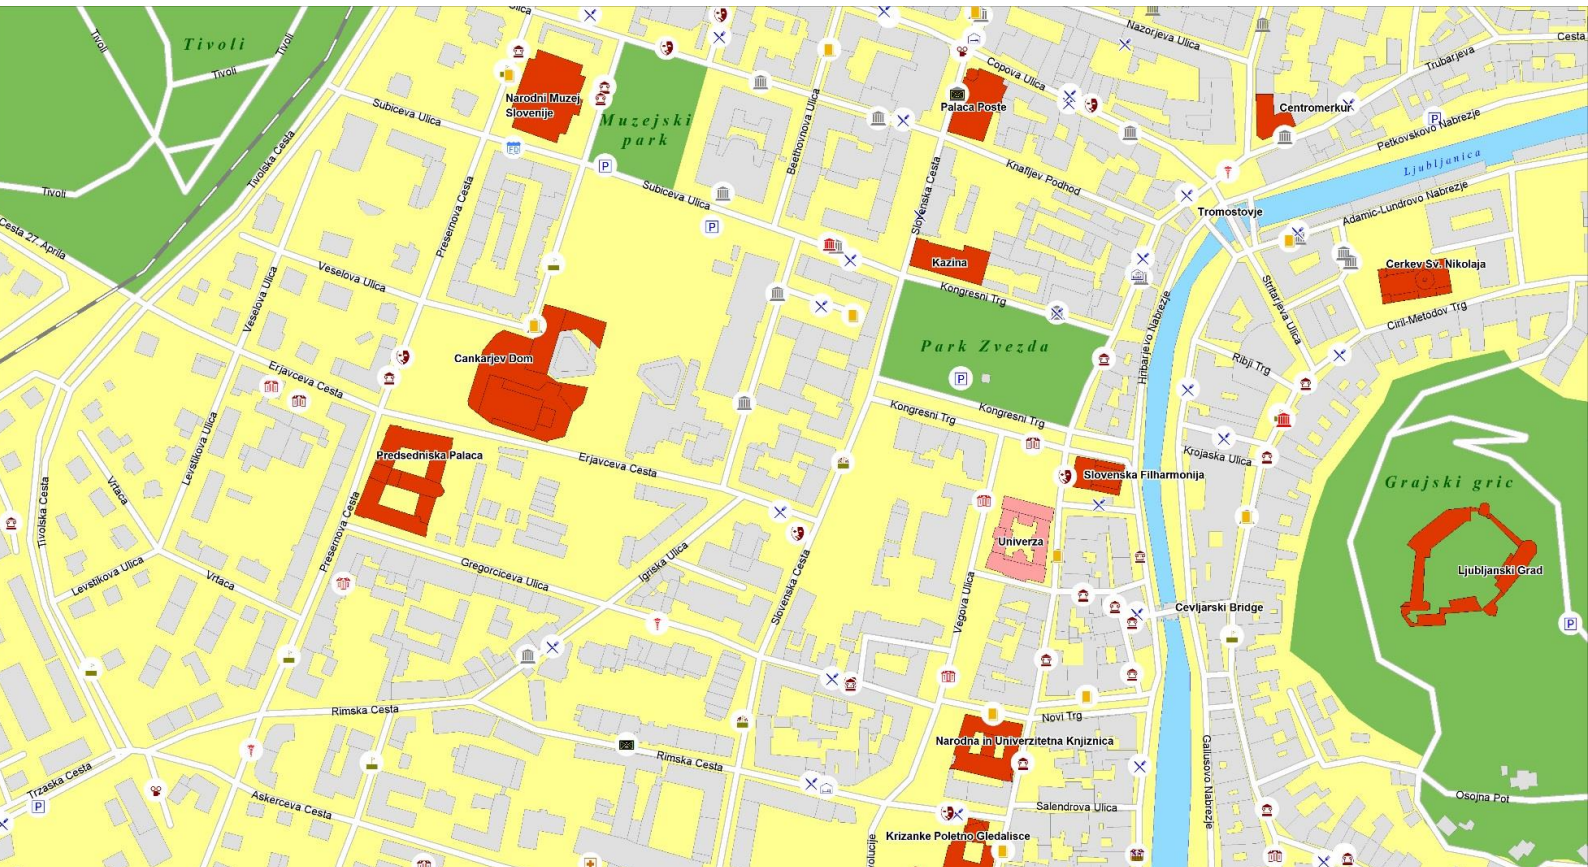 ulica
Nazorjeva Ulica
Cesta
Trubarjeva
Tivoli
Tivoli
Tivoli
Tivoli
Copova Ulica
Narodni Muzej
Slovenije
Subiceva Ulica
Palaca Poste
Centromerkur
Petkovskovo Nabrezje
Muzejski
park
Beethovnova Ulica
Tivolska Cesta
Ljubljanica
Knafljev Podhod
Tivoli
Subiceva Ulica
Slovenska Cesta
Adamic-Lundrovo Nabrezje
Tromostovje
Presernova Cesta
Cesta 27. Aprila
Kazina
Cerkev Sv. Nikolaja
Veselova Ulica
Veselova Ulica
Kongresni Trg
Stritarjeva Ulica
Ciril-Metodov Trg
Hribarjevo Nabrezje
Park Zvezda
Cankarjev Dom
Ribji Trg
Erjavceva Cesta
Kongresni Trg
Kongresni Trg
Levstikova Ulica
Predsedniska Palaca
Krojaska Ulica
Erjavceva Cesta
Slovenska Filharmonija
Grajski gric
Vrtaca
Tivolska Cesta
Presernova Cesta
Univerza
Ljubljanski Grad
Gregorciceva Ulica
Igriska Ulica
Levstikova Ulica
Vrtaca
Slovenska Cesta
Vegova Ulica
Cevljarski Bridge
Rimska Cesta
Novi Trg
Narodna in Univerzitetna Knjiznica
Rimska Cesta
Gallusovo Nabrezje
Trzaska Cesta
Askerceva Cesta
Salendrova Ulica
Osojna Pot
Krizanke Poletno Gledalisce
olucije